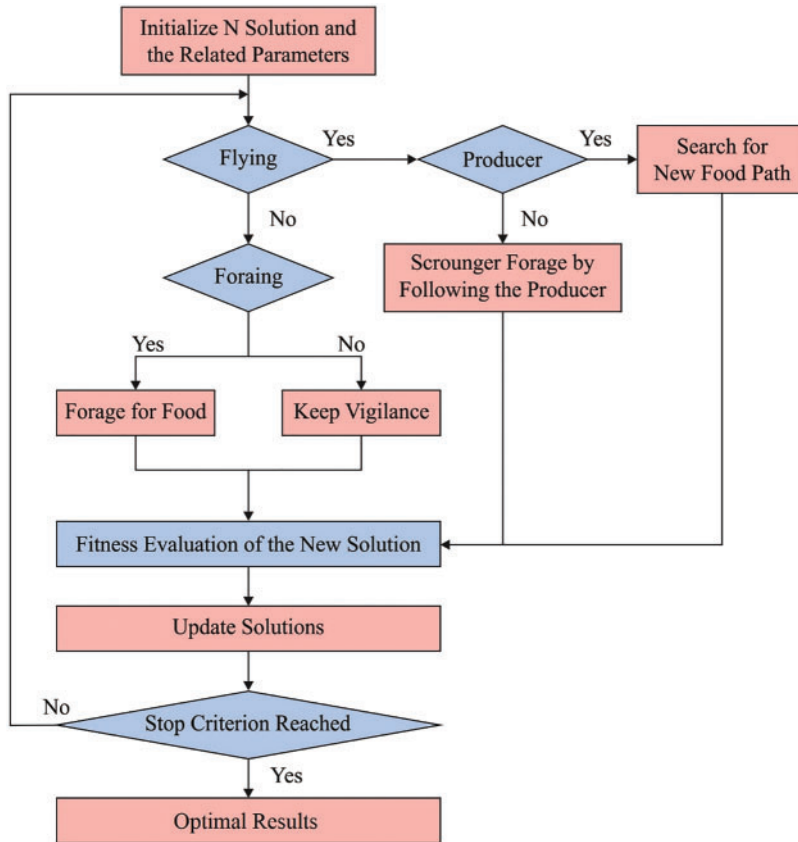 Initialize N Solution and
the Related Parameters
Flying
Yes
Producer
Yes
Search for
New Food Path
No
No
Foraing
Scrounger Forage by
Following the Producer
Yes
No
Forage for Food
Keep Vigilance
Fitness Evaluation of the New Solution
Update Solutions
No
Stop Criterion Reached
Yes
Optimal Results